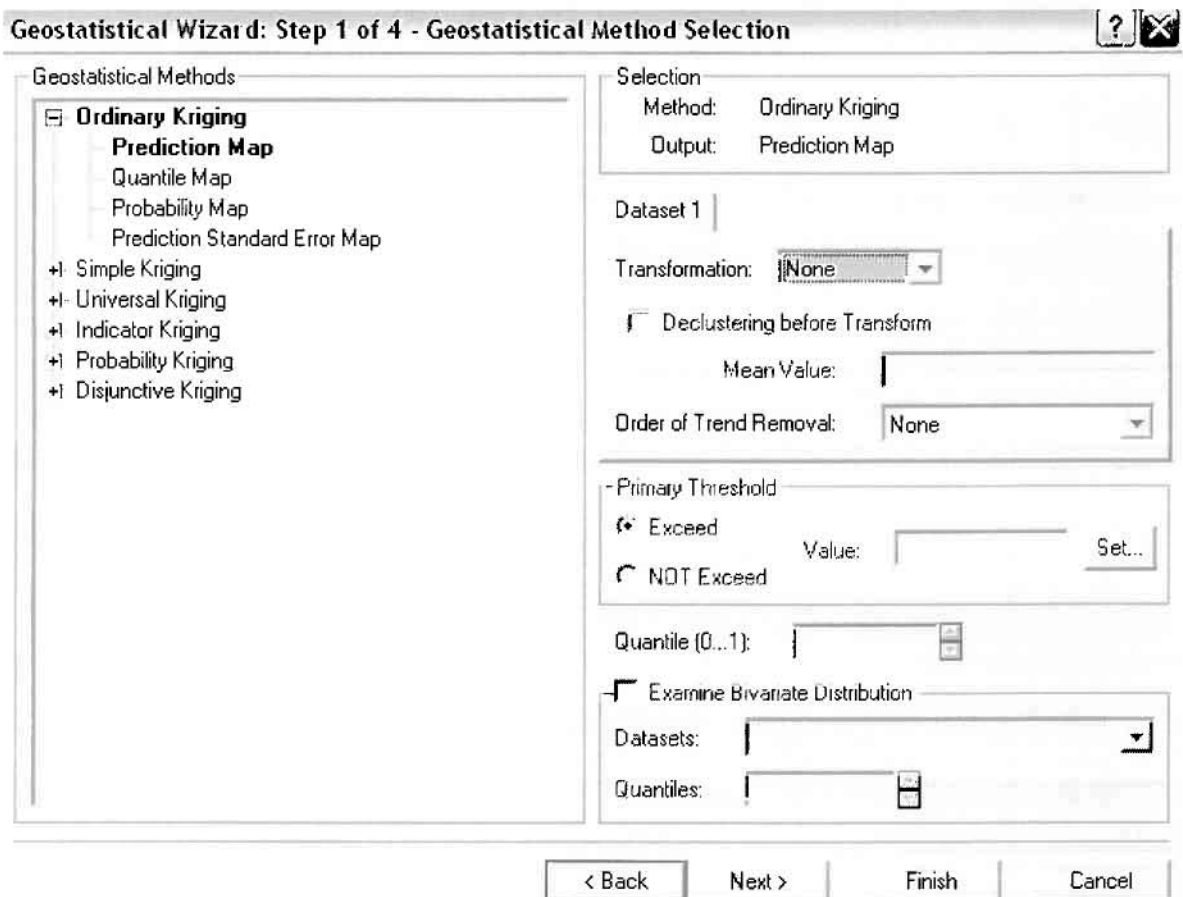 Geostatistical Wizard: Step 1 of 4 - Geostatistical Method Selection
Geostatistical Methods
Ordinary Kriging
Prediction Map
Quantile Map
Probability Map
Prediction Standard Error Map
Simple Kriging
Universal Kriging
Indicator Kriging
Probability Kriging
Disjunctive Kriging
Selection
Method: Ordinary Kriging
Output: Prediction Map
Dataset 1
Transformation: None
Declustering before Transform
Mean Value:
Order of Trend Removal: None
Primary Threshold
Exceed
NOT Exceed
Value:
Set...
Quantile (0...1):
Examine Bivariate Distribution
Datasets:
Quantiles:
< Back
Next >
Finish
Cancel